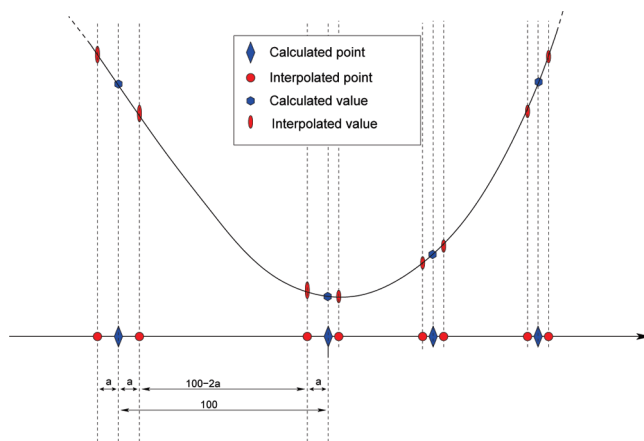 Calculated point
Interpolated point
Calculated value
Interpolated value
a a 100−2a a
100